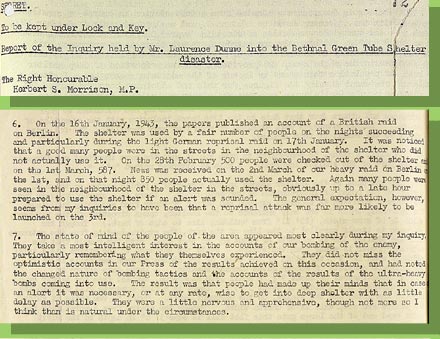 SECRET.
To be kept under Lock and Key.
Report of the Inquiry held by Mr. Laurence Dunne into the Bethnal Green Tube Shelter
disaster.
The Right Honourable
Herbert S. Morrison, M.P.
6. On the 16th January, 1943, the papers published an account of a British raid
on Berlin. The shelter was used by a fair number of people on the nights succeeding
and particularly during the light German reprisal raid on 17th January. It was noticed
that a good many people were in the streets in the neighbourhood of the shelter who did
not actually use it. On the 28th February 500 people were checked out of the shelter
on the 1st March, 587. News was received on the 2nd March of our heavy raid on Berlin
the 1st, and on that night 850 people actually used the shelter. Again many people were
seen in the neighbourhood of the shelter in the streets, obviously up to a late hour
prepared to use the shelter if an alert was sounded. The general expectation, however,
seems from my inquiries to have been that a reprisal attack was far more likely to be
launched on the 3rd.
7. The state of mind of the people of the area appeared most clearly during my inquiry.
They take a most intelligent interest in the accounts of our bombing of the enemy,
particularly remembering what they themselves experienced. They did not miss the
optimistic accounts in our Press of the results achieved on this occasion, and had noted
the changed nature of bombing tactics and the accounts of the results of the ultra-heavy
bombs coming into use. The result was that people had made up their minds that in case
an alert it was necessary, or at any rate, wise to get into deep shelter with as little
delay as possible. They were a little nervous and apprehensive, though not more so I
think than is natural under the circumstances.